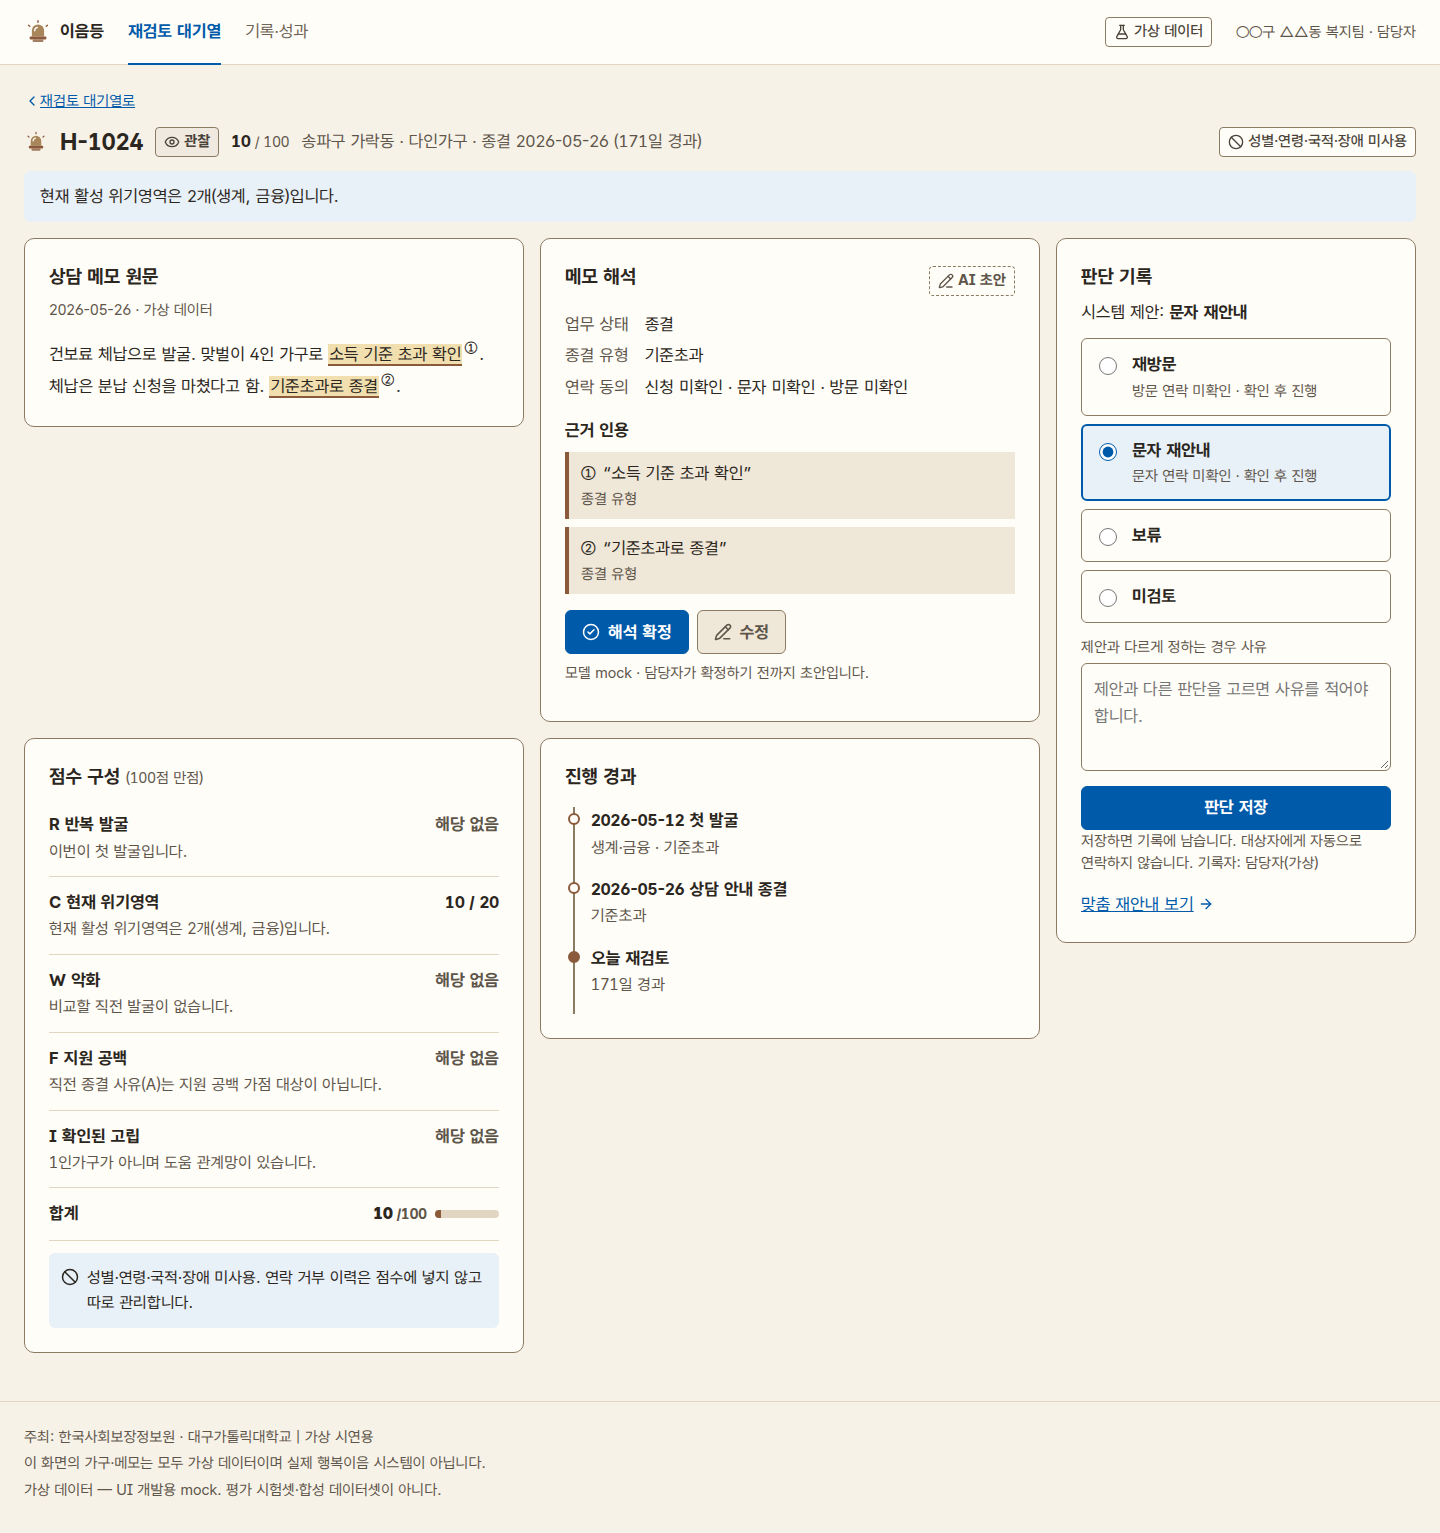 이음등
재검토 대기열
기록·성과
가상 데이터
○○구 △△동 복지팀 · 담당자
재검토 대기열로
H-1024
관찰
10 / 100
송파구 가락동 · 다인가구 · 종결 2026-05-26 (171일 경과)
성별·연령·국적·장애 미사용
현재 활성 위기영역은 2개(생계, 금융)입니다.
상담 메모 원문
2026-05-26 · 가상 데이터
건보료 체납으로 발굴. 맞벌이 4인 가구로 소득 기준 초과 확인①.
체납은 분납 신청을 마쳤다고 함. 기준초과로 종결②.
메모 해석
AI 초안
업무 상태 종결
종결 유형 기준초과
연락 동의 신청 미확인 · 문자 미확인 · 방문 미확인
근거 인용
① “소득 기준 초과 확인”
종결 유형
② “기준초과로 종결”
종결 유형
해석 확정
수정
모델 mock · 담당자가 확정하기 전까지 초안입니다.
판단 기록
시스템 제안: 문자 재안내
재방문
방문 연락 미확인 · 확인 후 진행
문자 재안내
문자 연락 미확인 · 확인 후 진행
보류
미검토
제안과 다르게 정하는 경우 사유
제안과 다른 판단을 고르면 사유를 적어야
합니다.
판단 저장
저장하면 기록에 남습니다. 대상자에게 자동으로
연락하지 않습니다. 기록자: 담당자(가상)
맞춤 재안내 보기
점수 구성 (100점 만점)
R 반복 발굴 해당 없음
이번이 첫 발굴입니다.
C 현재 위기영역 10 / 20
현재 활성 위기영역은 2개(생계, 금융)입니다.
W 악화 해당 없음
비교할 직전 발굴이 없습니다.
F 지원 공백 해당 없음
직전 종결 사유(A)는 지원 공백 가점 대상이 아닙니다.
I 확인된 고립 해당 없음
1인가구가 아니며 도움 관계망이 있습니다.
합계 10 /100
성별·연령·국적·장애 미사용. 연락 거부 이력은 점수에 넣지 않고
따로 관리합니다.
진행 경과
2026-05-12 첫 발굴
생계·금융 · 기준초과
2026-05-26 상담 안내 종결
기준초과
오늘 재검토
171일 경과
주최: 한국사회보장정보원 · 대구가톨릭대학교 | 가상 시연용
이 화면의 가구·메모는 모두 가상 데이터이며 실제 행복이음 시스템이 아닙니다.
가상 데이터 — UI 개발용 mock. 평가 시험셋·합성 데이터셋이 아니다.